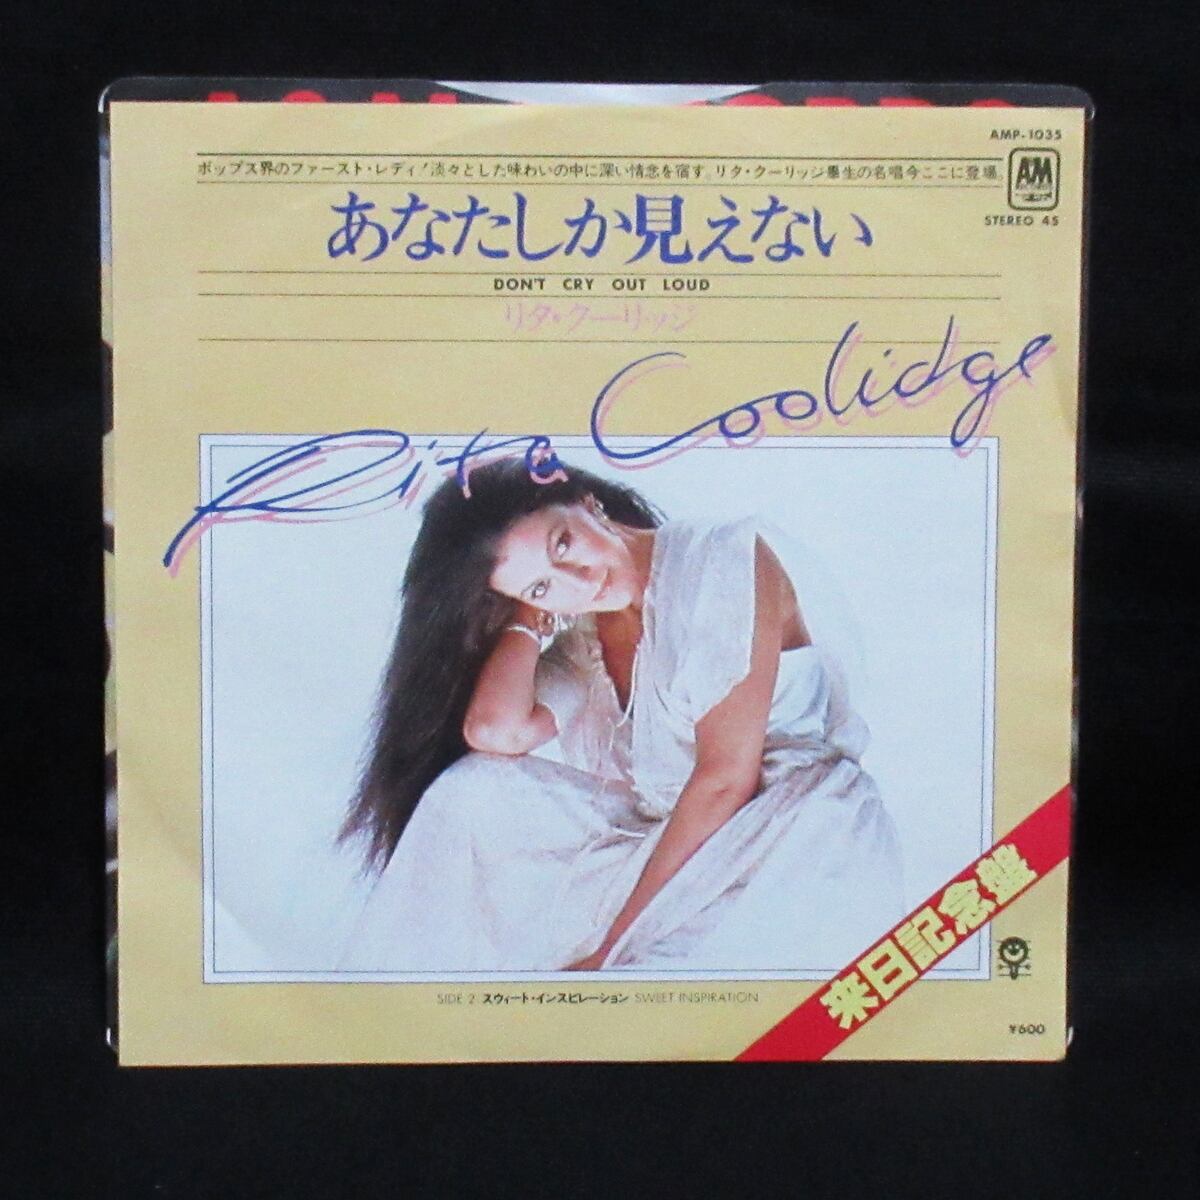 AMP-1035
A&M
STEREO 45
ポップス界のファースト・レディ!淡々とした味わいの中に深い情念を宿す。リタ・クーリッジ畢生の名唱今ここに登場。
あなたしか見えない
DON'T CRY OUT LOUD
リタ・クーリッジ
Rita Coolidge
来日記念盤
SIDE 2. スウィート・インスピレーション SWEET INSPIRATION
¥600